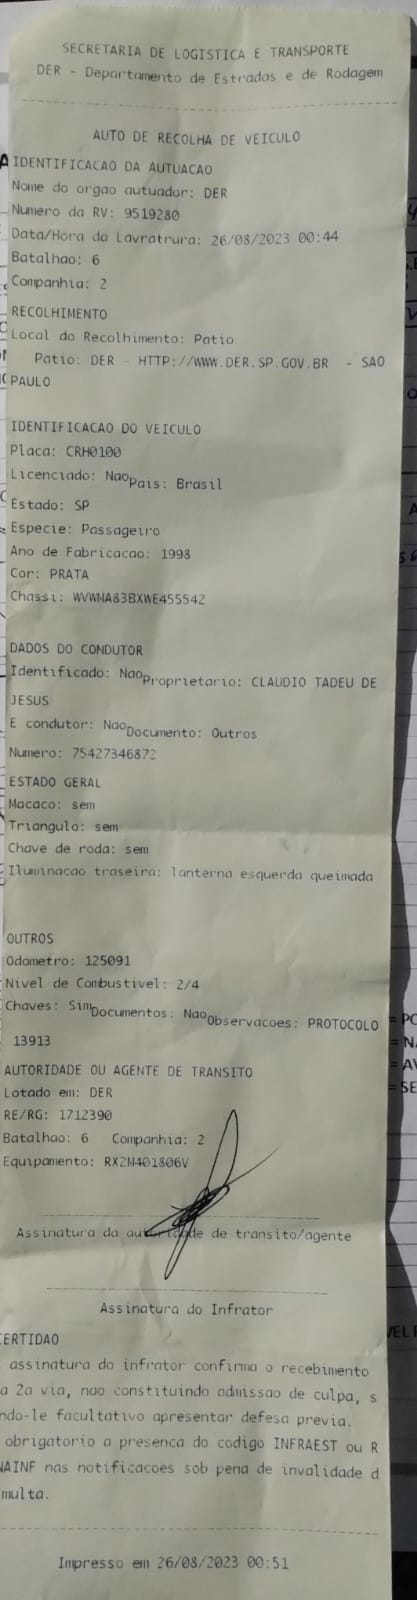 SECRETARIA DE LOGISTICA E TRANSPORTE
DER - Departamento de Estradas e de Rodagem
AUTO DE RECOLHA DE VEICULO
IDENTIFICACAO DA AUTUACAO
Nome do orgao autuador: DER
Numero da RV: 9519280
Data/Hora da Lavratrura: 26/08/2023 00:44
Batalhao: 6
Companhia: 2
RECOLHIMENTO
Local do Recolhimento: Patio
Patio: DER - HTTP://WWW.DER.SP.GOV.BR - SAO
PAULO
IDENTIFICACAO DO VEICULO
Placa: CRH0100
Licenciado: Nao Pais: Brasil
Estado: SP
Especie: Passageiro
Ano de Fabricacao: 1998
Cor: PRATA
Chassi: WVWMA83BXWE455542
DADOS DO CONDUTOR
Identificado: Nao Proprietario: CLAUDIO TADEU DE
JESUS
E condutor: Nao Documento: Outros
Numero: 75427346872
ESTADO GERAL
Macaco: sem
Triangulo: sem
Chave de roda: sem
Iluminacao traseira: lanterna esquerda queimada
OUTROS
Odometro: 125091
Nivel de Combustivel: 2/4
Chaves: Sim Documentos: Nao Observacoes: PROTOCOLO
13913
AUTORIDADE OU AGENTE DE TRANSITO
Lotado em: DER
RE/RG: 1712390
Batalhao: 6 Companhia: 2
Equipamento: RX2M401806V
Assinatura da autoridade de transito/agente
Assinatura do Infrator
CERTIDAO
assinatura do infrator confirma o recebimento
a 2a via, nao constituindo admissao de culpa, s
ndo-le facultativo apresentar defesa previa.
obrigatorio a presenca do codigo INFRAEST ou R
NAINF nas notificacoes sob pena de invalidade d
multa.
Impresso em 26/08/2023 00:51